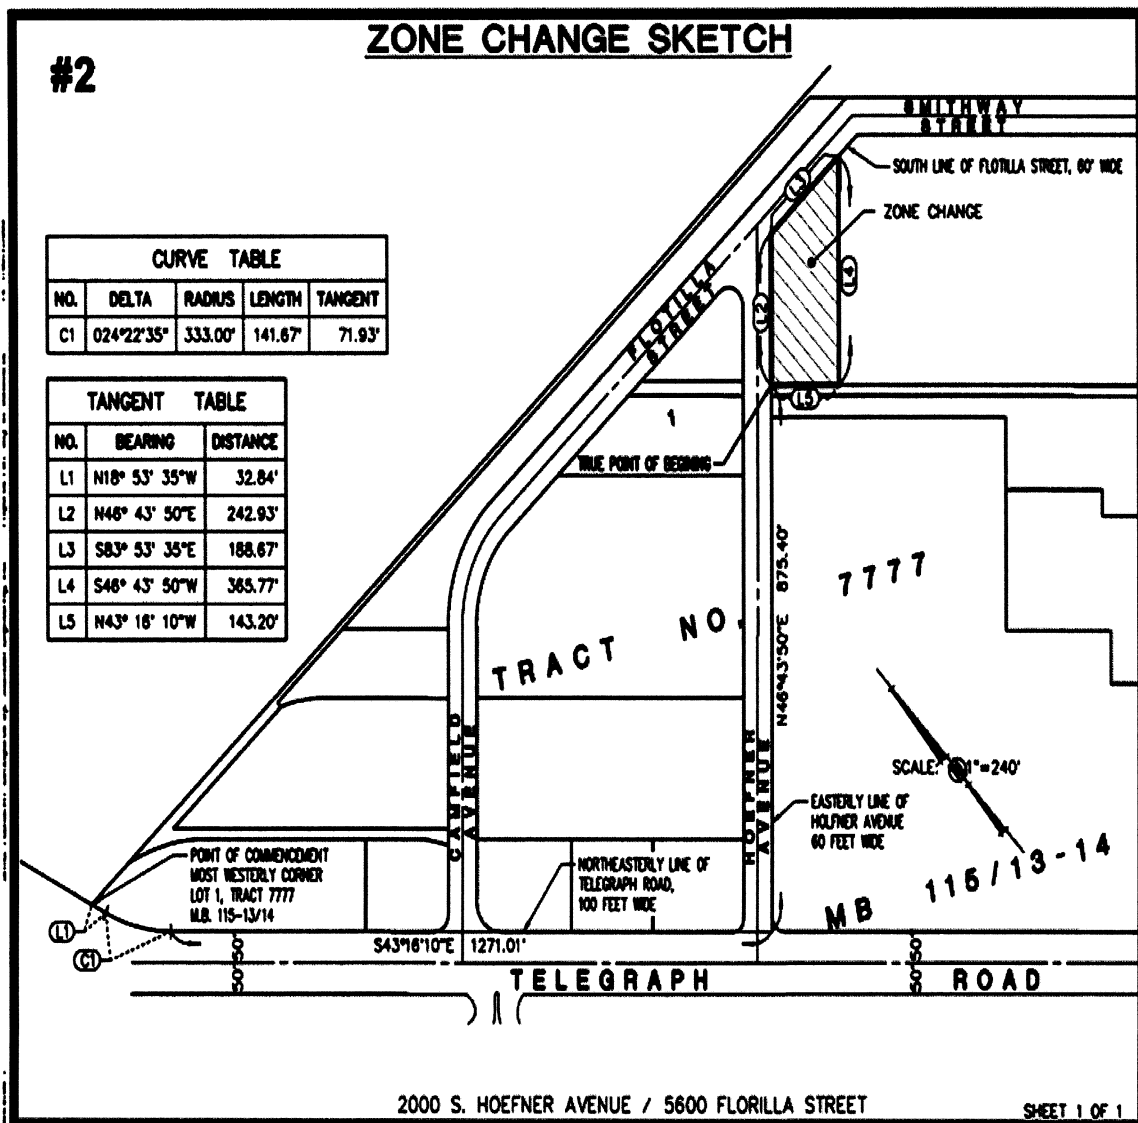 ZONE CHANGE SKETCH
#2
SMITHWAY
STREET
SOUTH LINE OF FLOTILLA STREET, 60' WIDE
ZONE CHANGE
L3
L4
L2
L5
FLOTILLA
STREET
CURVE TABLE
NO. DELTA RADIUS LENGTH TANGENT
C1 024°22'35" 333.00' 141.67' 71.93'
TANGENT TABLE
NO. BEARING DISTANCE
L1 N18° 53' 35"W 32.84'
L2 N46° 43' 50"E 242.93'
L3 S83° 53' 35"E 188.67'
L4 S46° 43' 50"W 365.77'
L5 N43° 16' 10"W 143.20'
1
TRUE POINT OF BEGINING
N46°43'50"E 875.40'
TRACT NO. 7777
SCALE: 1"=240'
CAMFIELD
AVENUE
HOEFNER
AVENUE
EASTERLY LINE OF
HOLFNER AVENUE
60 FEET WIDE
POINT OF COMMENCEMENT
MOST WESTERLY CORNER
LOT 1, TRACT 7777
M.B. 115-13/14
NORTHEASTERLY LINE OF
TELEGRAPH ROAD,
100 FEET WIDE
MB 115/13-14
L1
C1
S43°16'10"E 1271.01'
50' 50'
50' 50'
TELEGRAPH ROAD
2000 S. HOEFNER AVENUE / 5600 FLORILLA STREET
SHEET 1 OF 1